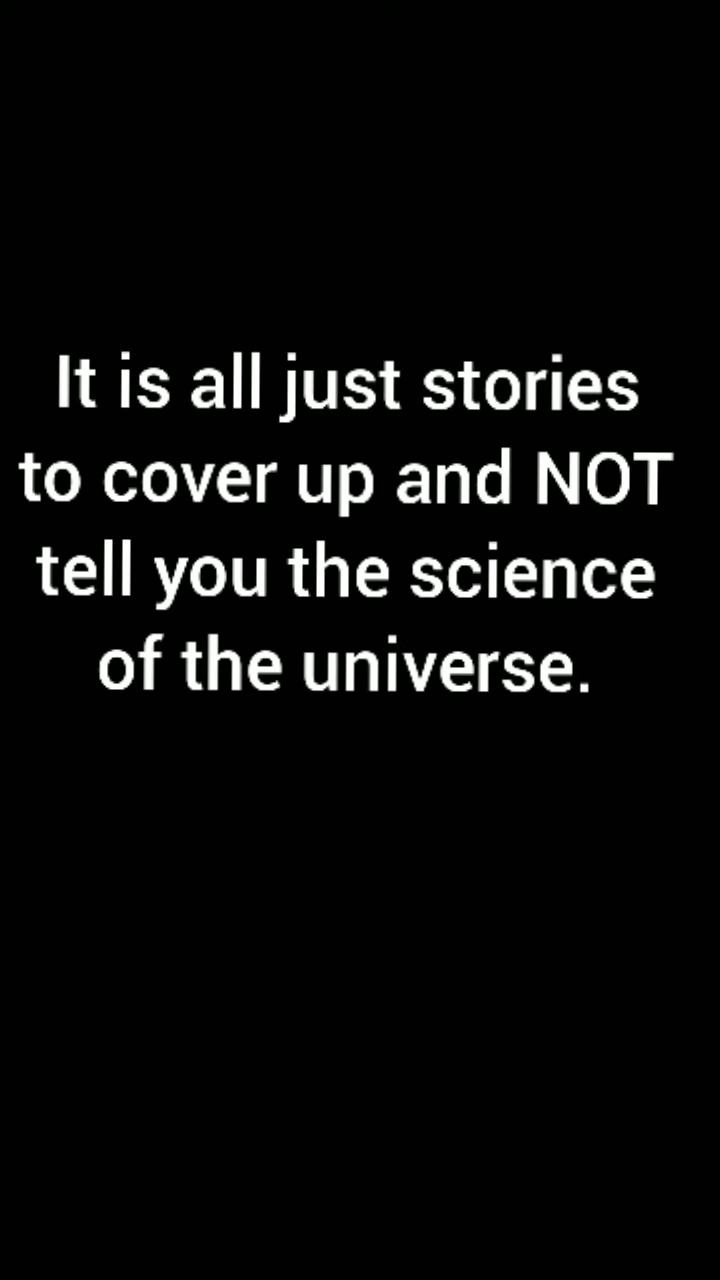 It is all just stories
to cover up and NOT
tell you the science
of the universe.